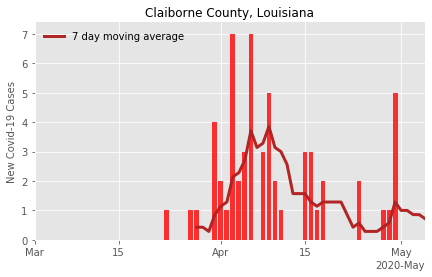 Claiborne County, Louisiana
7 day moving average
New Covid-19 Cases
7
6
5
4
3
2
1
0
Mar 15 Apr 15 May
2020-May